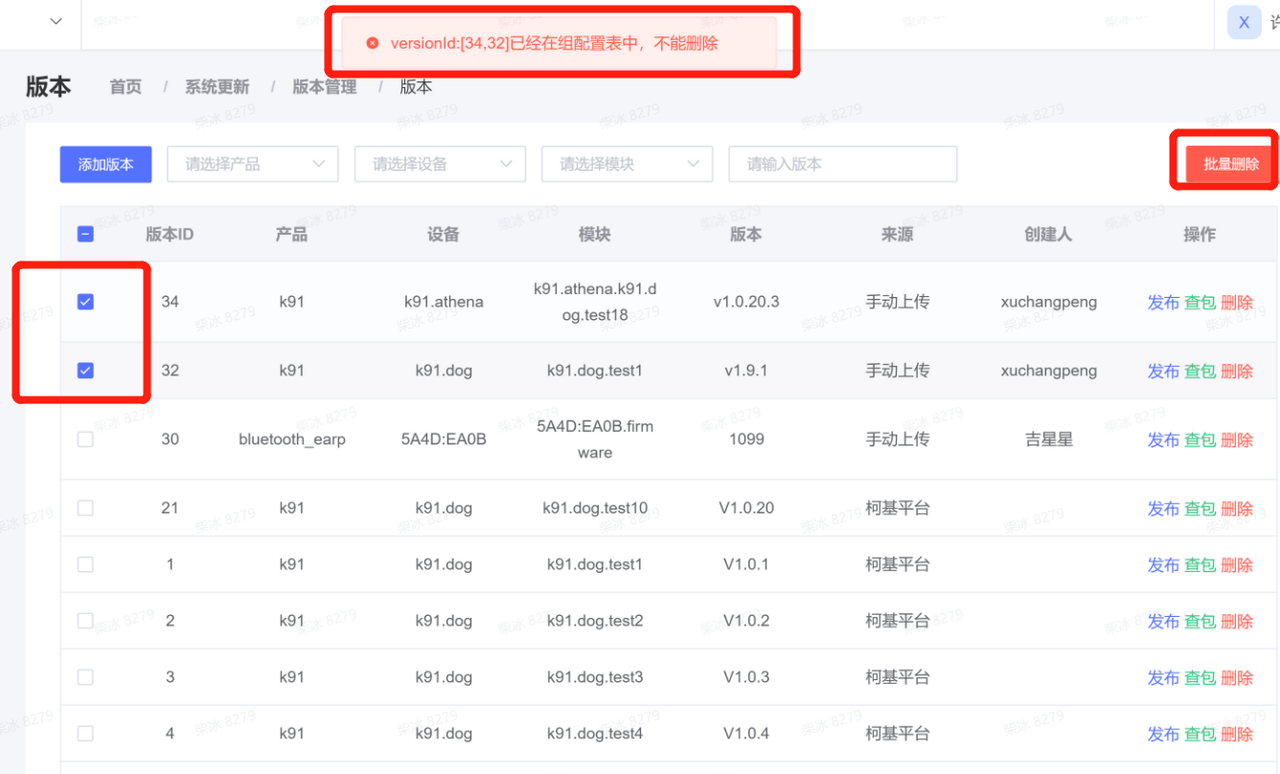 X 许
versionId:[34,32]已经在组配置表中，不能删除
版本 首页 / 系统更新 / 版本管理 / 版本
添加版本 请选择产品 请选择设备 请选择模块 请输入版本 批量删除
版本ID 产品 设备 模块 版本 来源 创建人 操作
34 k91 k91.athena k91.athena.k91.d v1.0.20.3 手动上传 xuchangpeng 发布 查包 删除
og.test18
32 k91 k91.dog k91.dog.test1 v1.9.1 手动上传 xuchangpeng 发布 查包 删除
30 bluetooth_earp 5A4D:EA0B 5A4D:EA0B.firm 1099 手动上传 吉星星 发布 查包 删除
ware
21 k91 k91.dog k91.dog.test10 V1.0.20 柯基平台 发布 查包 删除
1 k91 k91.dog k91.dog.test1 V1.0.1 柯基平台 发布 查包 删除
2 k91 k91.dog k91.dog.test2 V1.0.2 柯基平台 发布 查包 删除
3 k91 k91.dog k91.dog.test3 V1.0.3 柯基平台 发布 查包 删除
4 k91 k91.dog k91.dog.test4 V1.0.4 柯基平台 发布 查包 删除
柴冰 8279